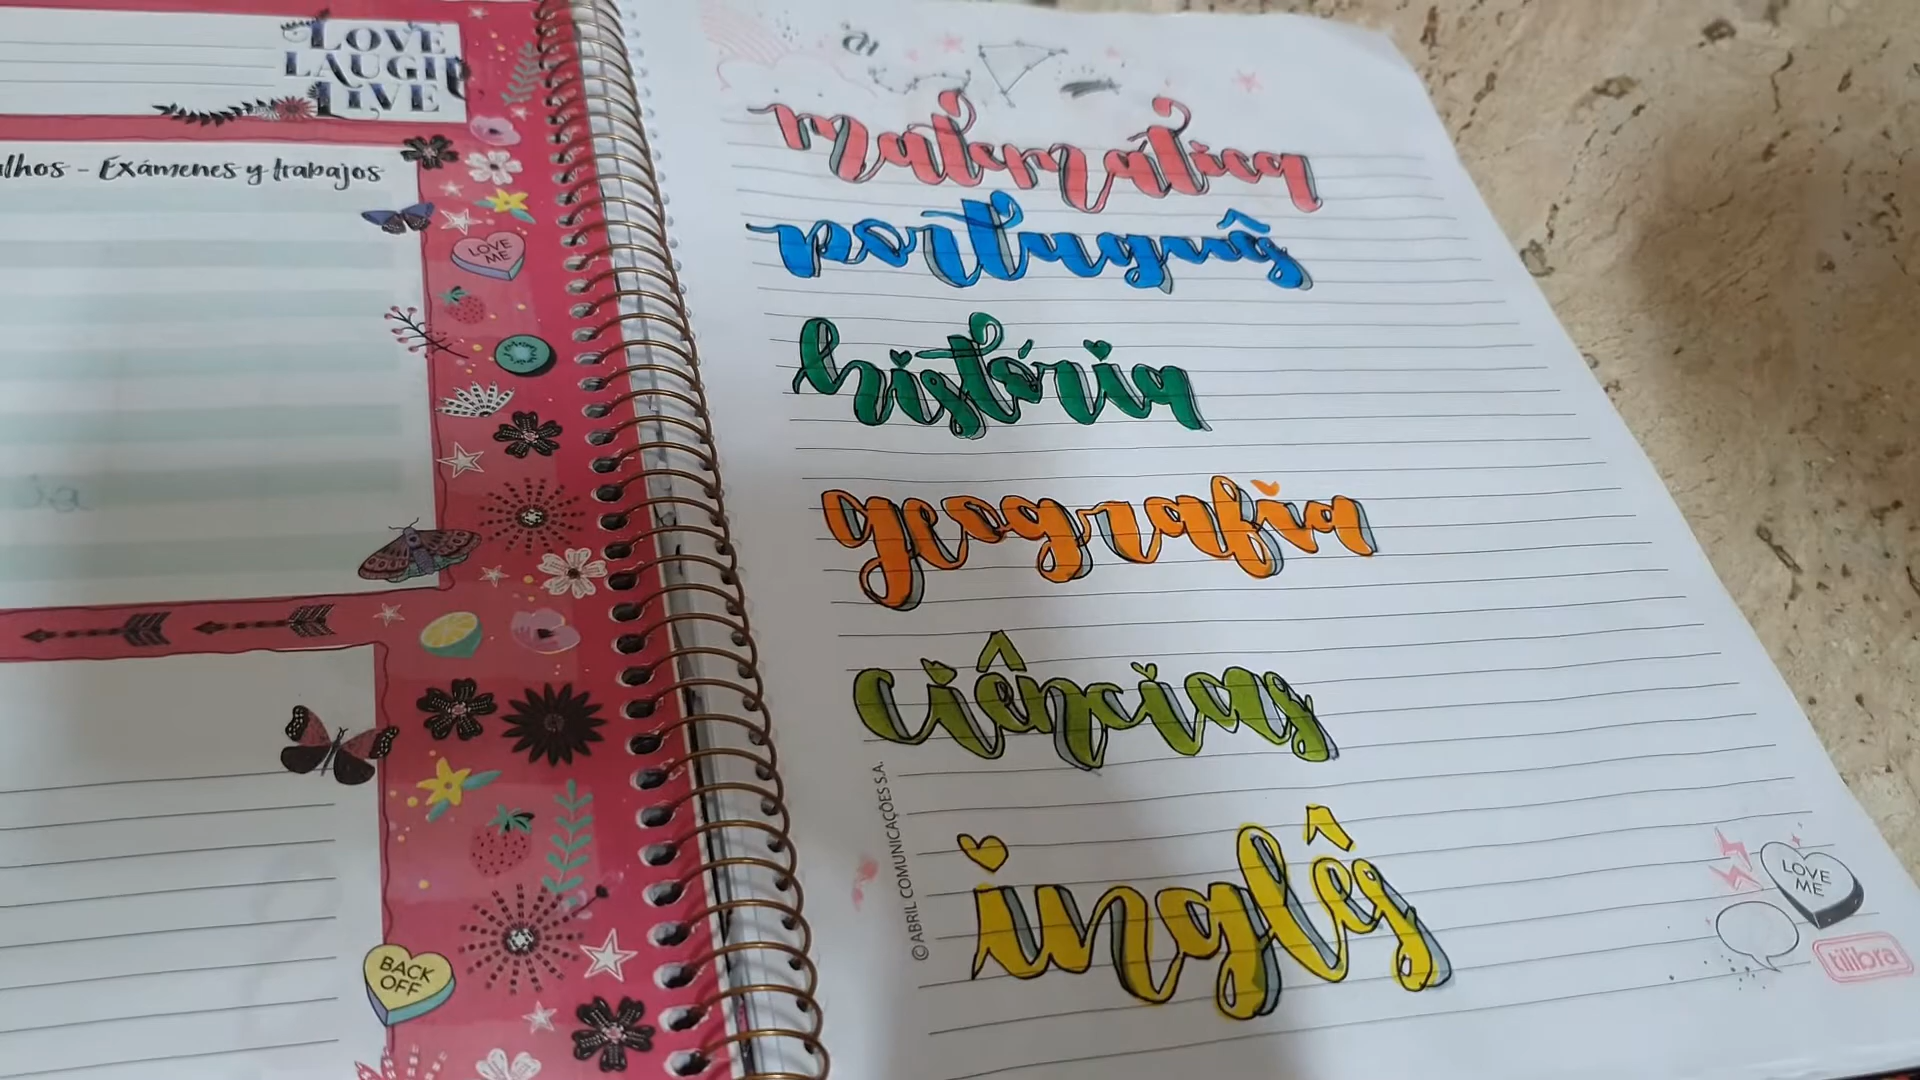 LOVE
LAUGH
LIVE
lhos - Exámenes y trabajos
LOVE
ME
BACK
OFF
matemática
português
história
geografia
ciências
inglês
©ABRIL COMUNICAÇÕES S.A.
LOVE
ME
tilibra